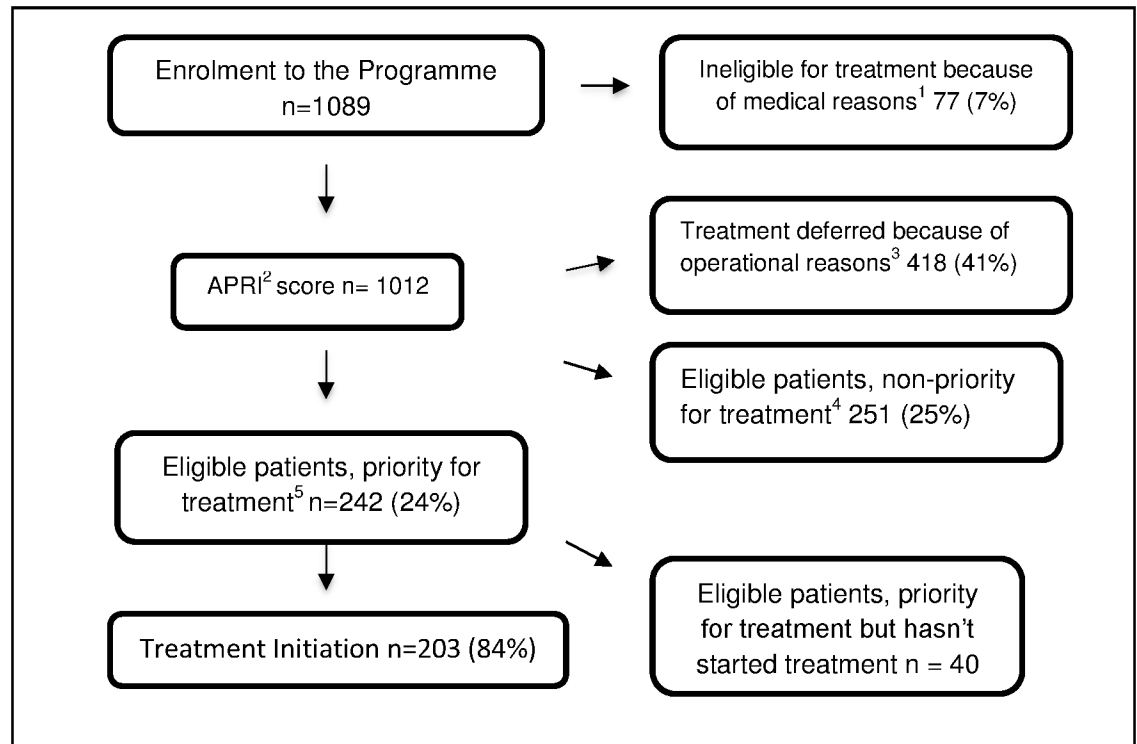 Enrolment to the Programme
n=1089
Ineligible for treatment because
of medical reasons¹ 77 (7%)
Treatment deferred because of
operational reasons³ 418 (41%)
APRI² score n= 1012
Eligible patients, non-priority
for treatment⁴ 251 (25%)
Eligible patients, priority for
treatment⁵ n=242 (24%)
Eligible patients, priority
for treatment but hasn’t
started treatment n = 40
Treatment Initiation n=203 (84%)